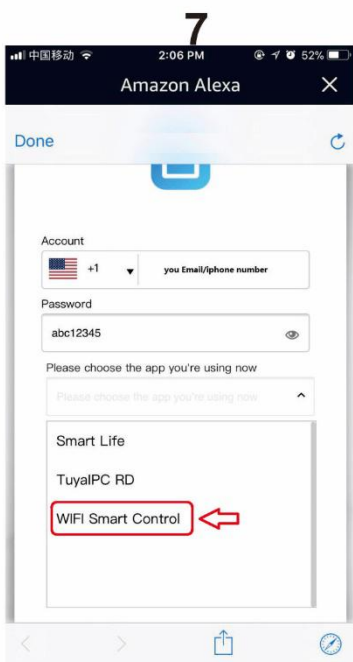 7
中国移动 2:06 PM 52%
Amazon Alexa
Done
Account
+1 you Email/iphone number
Password
abc12345
Please choose the app you're using now
Please choose the app you're using now
Smart Life
TuyaIPC RD
WIFI Smart Control